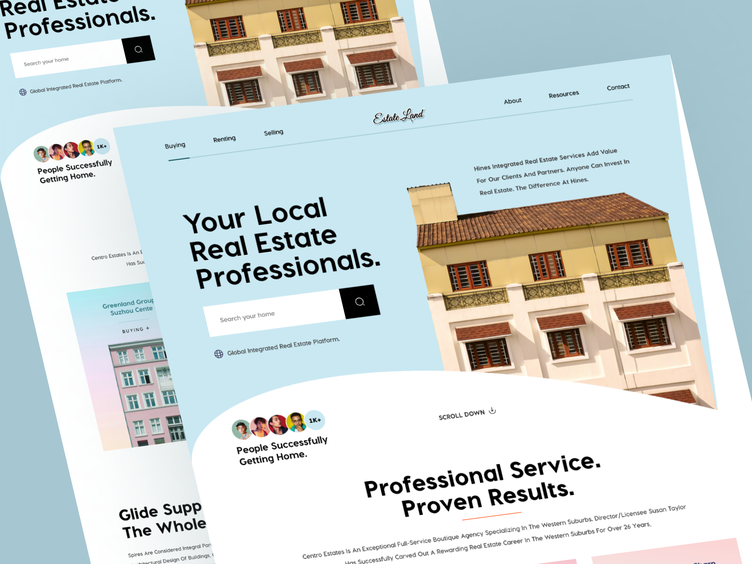 Real Estate
Professionals.
Search your home
Global Integrated Real Estate Platform.
1K+
People Successfully
Getting Home.
Centro Estates Is An E
Has Suc
Greenland Group
Suzhou Cente
BUYING
Glide Supp
The Whole
Spires Are Considered Integral Par
Design Of Buildings,
Buying
Renting
Selling
Estate Land
About
Resources
Contact
Hines Integrated Real Estate Services Add Value
For Our Clients And Partners. Anyone Can Invest In
Real Estate. The Difference At Hines.
Your Local
Real Estate
Professionals.
Search your home
Global Integrated Real Estate Platform.
1K+
People Successfully
Getting Home.
SCROLL DOWN
Professional Service.
Proven Results.
Centro Estates Is An Exceptional Full-Service Boutique Agency Specializing In The Western Suburbs. Director/Licensee Susan Taylor
Has Successfully Carved Out A Rewarding Real Estate Career In The Western Suburbs For Over 26 Years.